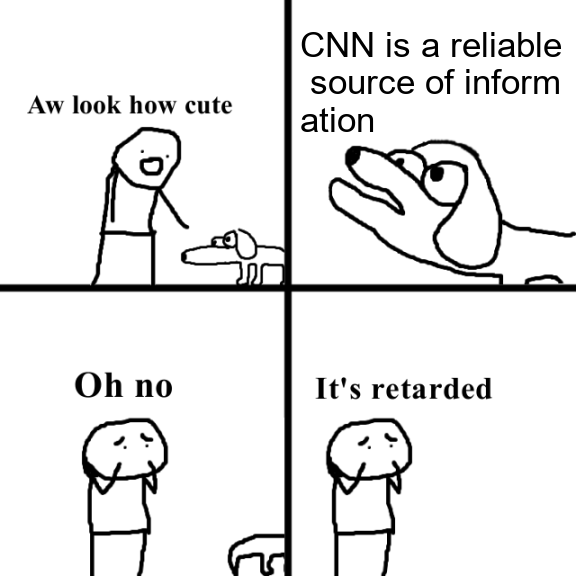 Aw look how cute
CNN is a reliable
source of inform
ation
Oh no
It's retarded